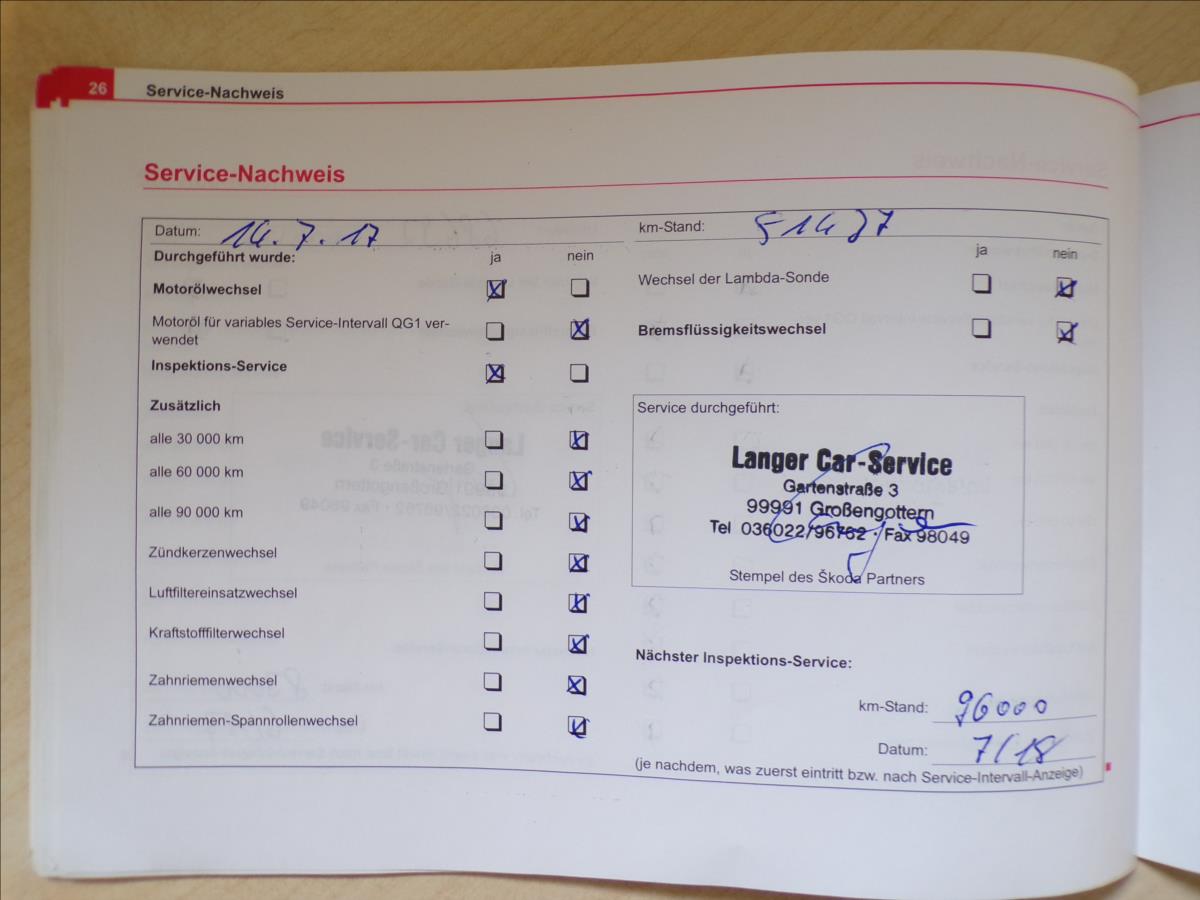 26
Service-Nachweis
Service-Nachweis
Datum: 14.7.17
km-Stand:
Durchgeführt wurde:
ja nein
ja nein
Motorölwechsel
Motoröl für variables Service-Intervall QG1 ver-
wendet
Inspektions-Service
Zusätzlich
alle 30 000 km
alle 60 000 km
alle 90 000 km
Zündkerzenwechsel
Luftfiltereinsatzwechsel
Kraftstofffilterwechsel
Zahnriemenwechsel
Zahnriemen-Spannrollenwechsel
Wechsel der Lambda-Sonde
Bremsflüssigkeitswechsel
Service durchgeführt:
Langer Car-Service
Gartenstraße 3
99991 Großengottern
Tel 036022/96762 · Fax 98049
Stempel des Škoda Partners
Nächster Inspektions-Service:
km-Stand: 96000
Datum: 7/18
(je nachdem, was zuerst eintritt bzw. nach Service-Intervall-Anzeige)